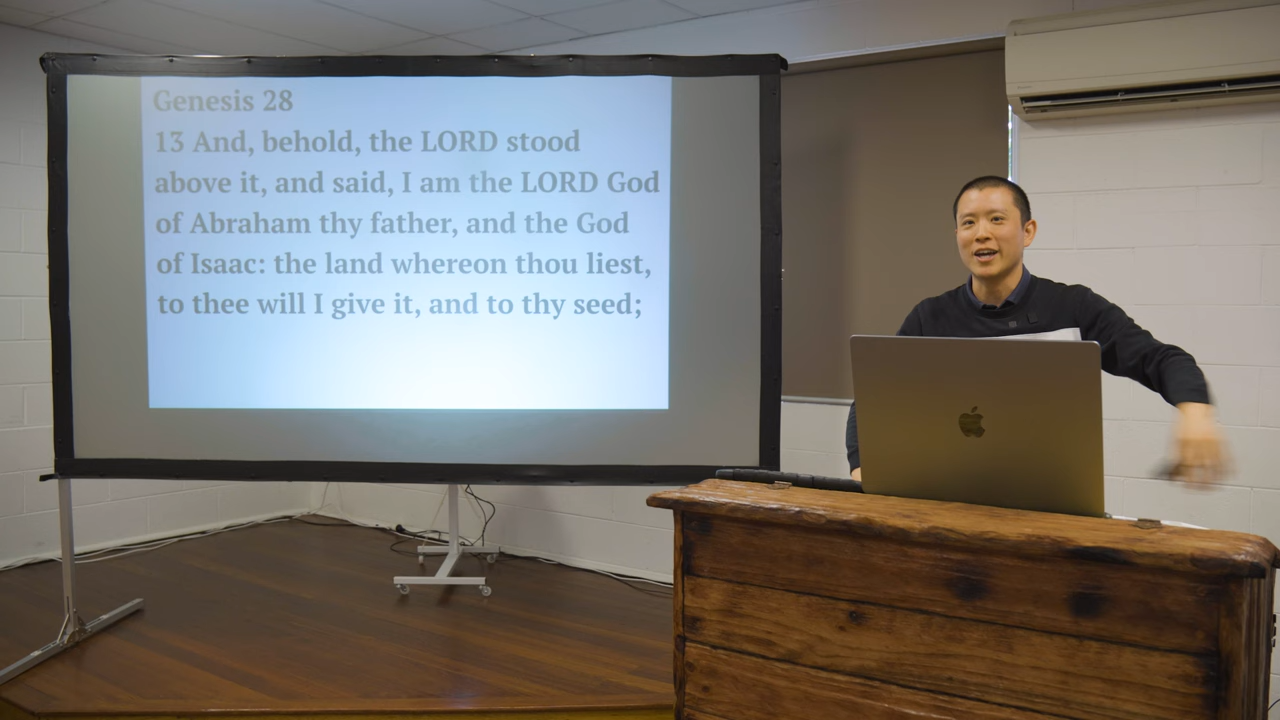 Genesis 28
13 And, behold, the LORD stood
above it, and said, I am the LORD God
of Abraham thy father, and the God
of Isaac: the land whereon thou liest,
to thee will I give it, and to thy seed;